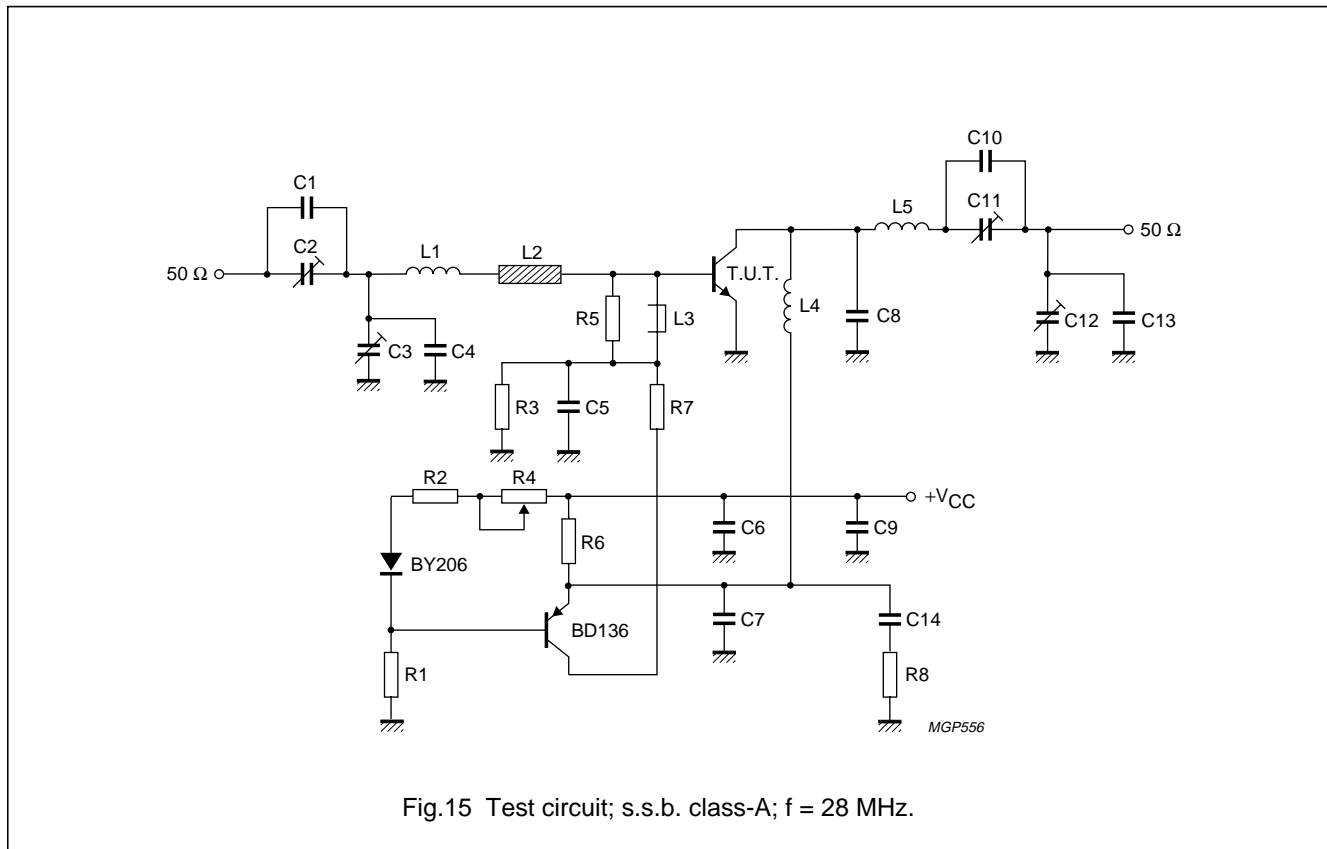 C10
C1
C11
L5
C2
L1
L2
50 Ω
50 Ω
T.U.T.
R5
L3
L4
C8
C12
C13
C3
C4
R3
C5
R7
R2
R4
+VCC
C6
C9
R6
BY206
C7
C14
BD136
R1
R8
MGP556
Fig.15 Test circuit; s.s.b. class-A; f = 28 MHz.